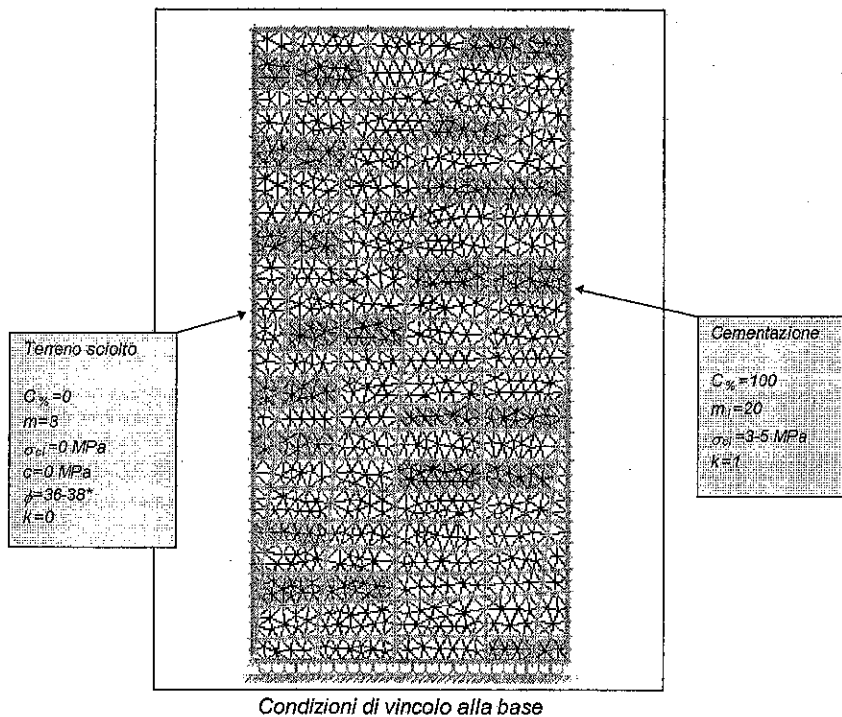 Terreno sciolto
C%=0
m=3
σci=0 MPa
c=0 MPa
ϕ=36-38°
k=0
Cementazione
C%=100
mi=20
σci=3-5 MPa
k=1
Condizioni di vincolo alla base